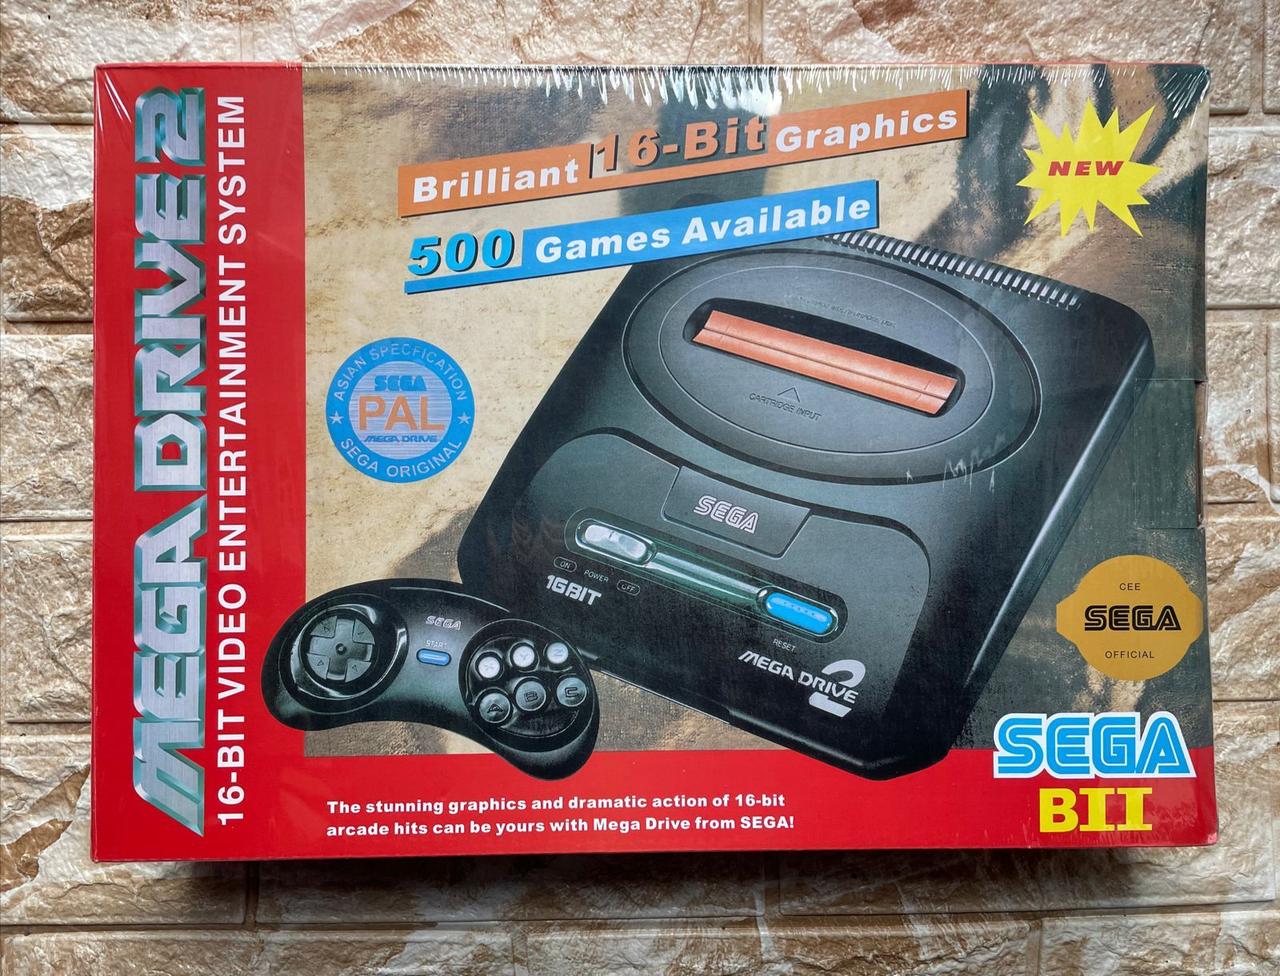 MEGA DRIVE 2
16-BIT VIDEO ENTERTAINMENT SYSTEM
Brilliant 16-Bit Graphics
500 Games Available
NEW
ASIAN SPECFICATION
SEGA
PAL
MEGA DRIVE
SEGA ORIGINAL
CARTRIDGE INPUT
SEGA
ON POWER OFF
16BIT
RESET
MEGA DRIVE 2
SEGA
START
X Y Z
A B C
CEE
SEGA
OFFICIAL
SEGA
BII
The stunning graphics and dramatic action of 16-bit
arcade hits can be yours with Mega Drive from SEGA!